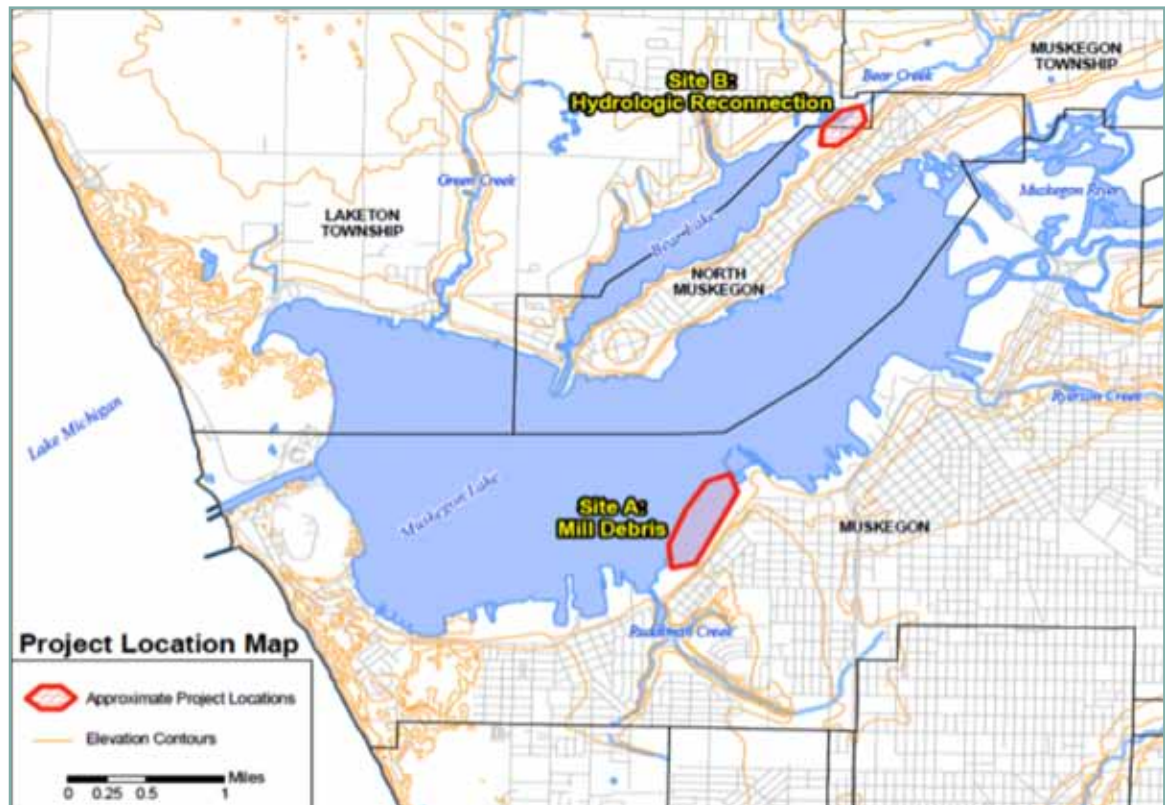 MUSKEGON
TOWNSHIP
Bear Creek
Site B:
Hydrologic Reconnection
Green Creek
Muskegon River
LAKETON
TOWNSHIP
Bear Lake
NORTH
MUSKEGON
Ryerson Creek
Lake Michigan
Muskegon Lake
Site A:
Mill Debris
MUSKEGON
Ruddiman Creek
Project Location Map
Approximate Project Locations
Elevation Contours
Miles
0 0.25 0.5 1